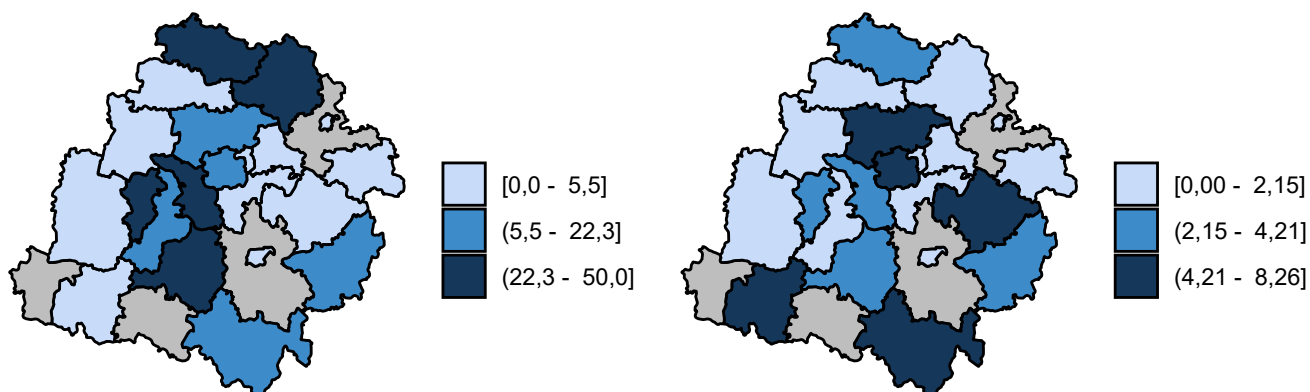 [0,0 - 5,5]
(5,5 - 22,3]
(22,3 - 50,0]
[0,00 - 2,15]
(2,15 - 4,21]
(4,21 - 8,26]